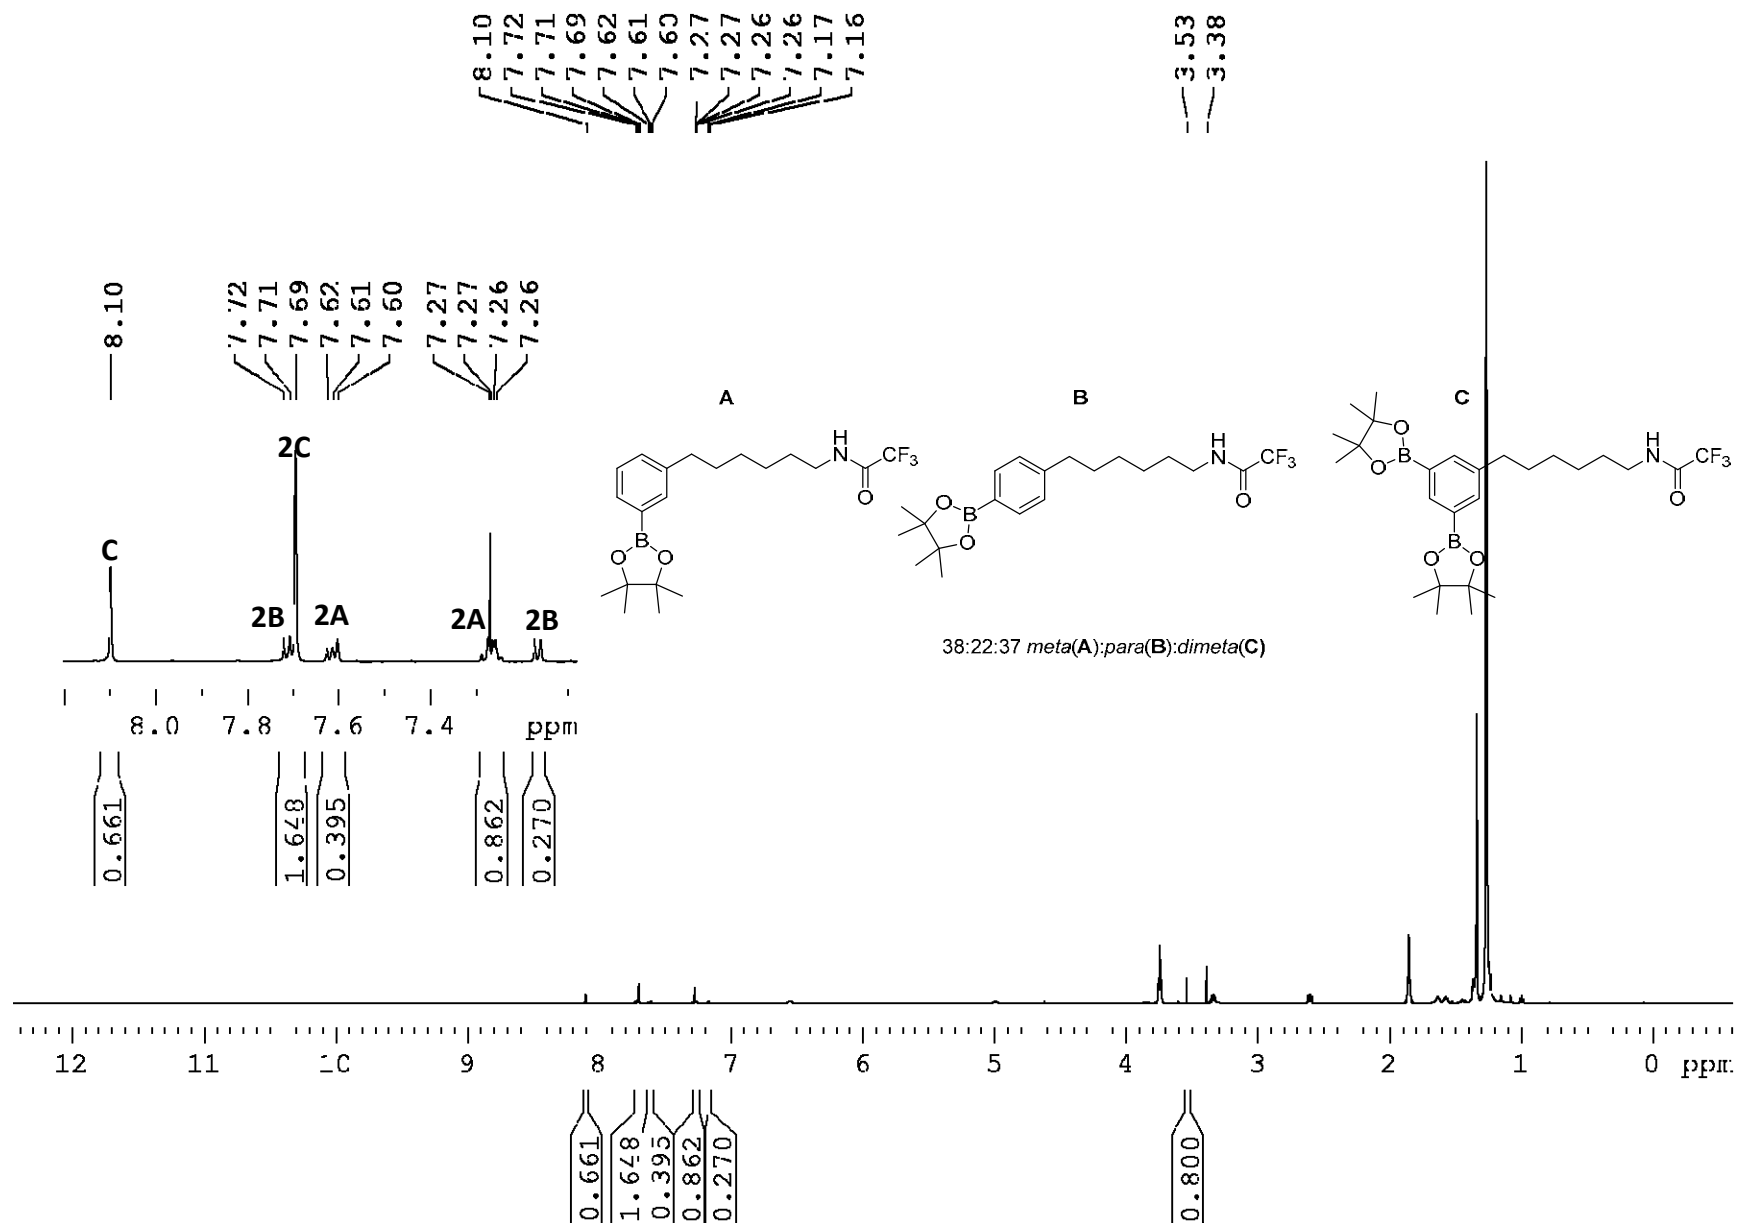 8.10
7.72
7.71
7.69
7.62
7.61
7.60
7.27
7.27
7.26
7.26
7.17
7.16
3.53
3.38
8.10
7.72
7.71
7.69
7.62
7.61
7.60
7.27
7.27
7.26
7.26
A
B
C
H
N
CF3
O
B
O
O
H
N
CF3
O
O
B
O
H
N
CF3
O
O
B
O
B
O
O
2C
C
2B
2A
2A
2B
38:22:37 meta(A):para(B):dimeta(C)
8.0 7.8 7.6 7.4 ppm
0.661
1.648
0.395
0.862
0.270
12 11 10 9 8 7 6 5 4 3 2 1 0 ppm
0.661
1.648
0.395
0.862
0.270
0.800